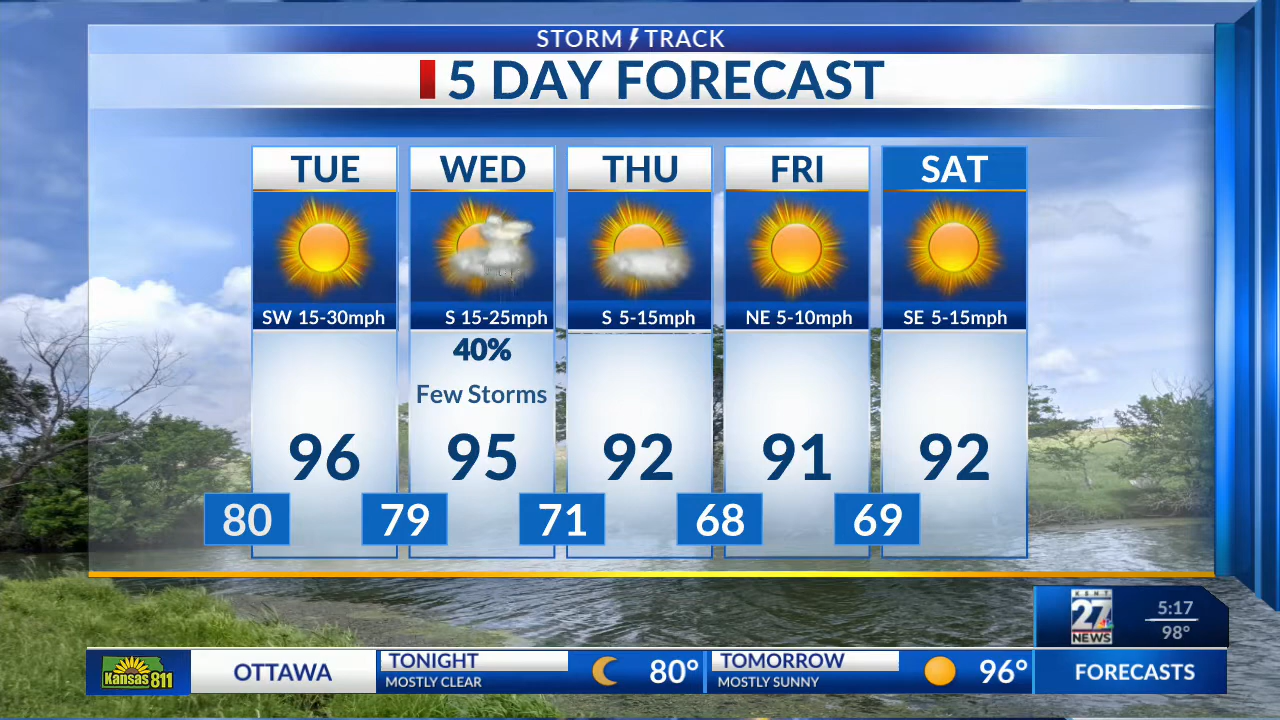 STORM TRACK
5 DAY FORECAST
TUE WED THU FRI SAT
SW 15-30mph S 15-25mph S 5-15mph NE 5-10mph SE 5-15mph
40%
Few Storms
96 95 92 91 92
80 79 71 68 69
KSNT
27
NEWS
5:17
98°
Kansas 811
OTTAWA
TONIGHT
MOSTLY CLEAR
80°
TOMORROW
MOSTLY SUNNY
96°
FORECASTS